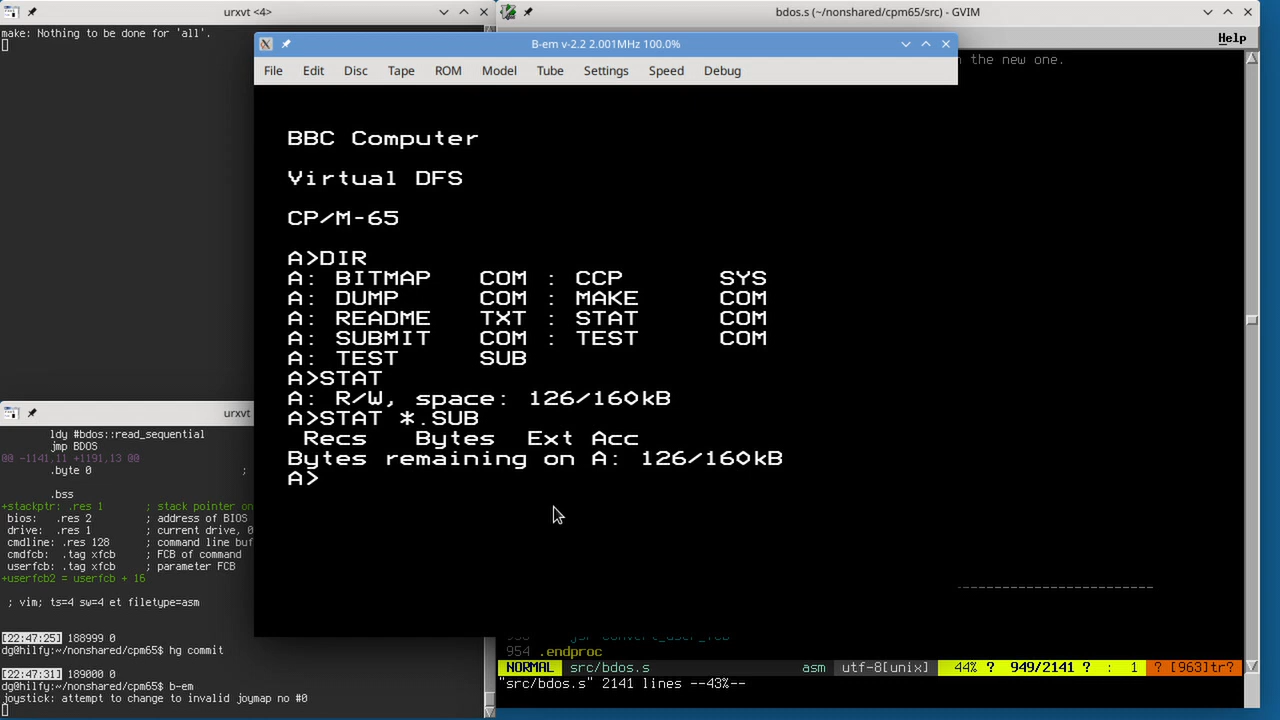 urxvt <4>
make: Nothing to be done for 'all'.
bdos.s (~/nonshared/cpm65/src) - GVIM
Help
n the new one.
B-em v-2.2 2.001MHz 100.0%
File Edit Disc Tape ROM Model Tube Settings Speed Debug
BBC Computer
Virtual DFS
CP/M-65
A>DIR
A: BITMAP COM : CCP SYS
A: DUMP COM : MAKE COM
A: README TXT : STAT COM
A: SUBMIT COM : TEST COM
A: TEST SUB
A>STAT
A: R/W, space: 126/160kB
A>STAT *.SUB
Recs Bytes Ext Acc
Bytes remaining on A: 126/160kB
A>
urxvt
ldy #bdos::read_sequential
jmp BDOS
@@ -1141,11 +1191,13 @@
.byte 0 ;
.bss
+stackptr: .res 1 ; stack pointer on
bios: .res 2 ; address of BIOS
drive: .res 1 ; current drive, 0
cmdline: .res 128 ; command line buf
cmdfcb: .tag xfcb ; FCB of command
userfcb: .tag xfcb ; parameter FCB
+userfcb2 = userfcb + 16
; vim; ts=4 sw=4 et filetype=asm
[22:47:25] 188999 0
dg@hilfy:~/nonshared/cpm65> hg commit
[22:47:31] 189000 0
dg@hilfy:~/nonshared/cpm65> b-em
joystick: attempt to change to invalid joymap no #0
954 .endproc
NORMAL src/bdos.s asm utf-8[unix] 44% ? 949/2141 ? : 1 ? [963]tr?
"src/bdos.s" 2141 lines --43%--